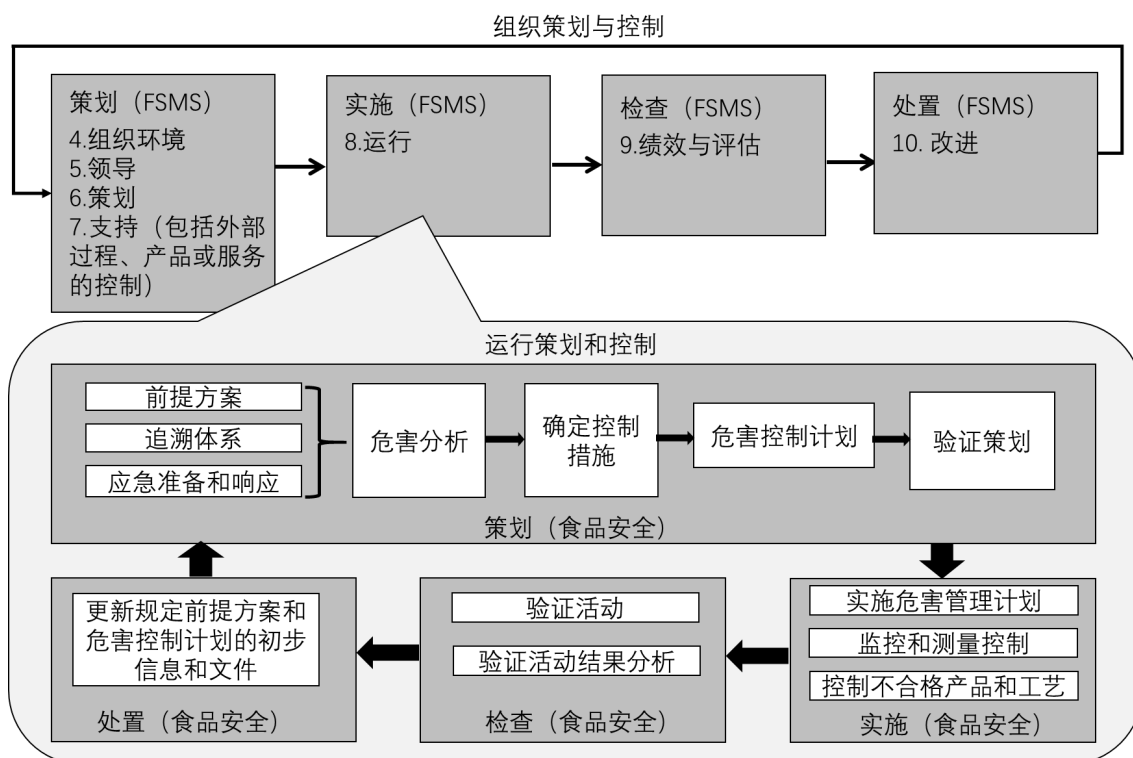 组织策划与控制
策划（FSMS）
4.组织环境
5.领导
6.策划
7.支持（包括外部
过程、产品或服务
的控制）
实施（FSMS）
8.运行
检查（FSMS）
9.绩效与评估
处置（FSMS）
10. 改进
运行策划和控制
前提方案
追溯体系
应急准备和响应
危害分析
确定控制
措施
危害控制计划
验证策划
策划（食品安全）
更新规定前提方案和
危害控制计划的初步
信息和文件
处置（食品安全）
验证活动
验证活动结果分析
检查（食品安全）
实施危害管理计划
监控和测量控制
控制不合格产品和工艺
实施（食品安全）